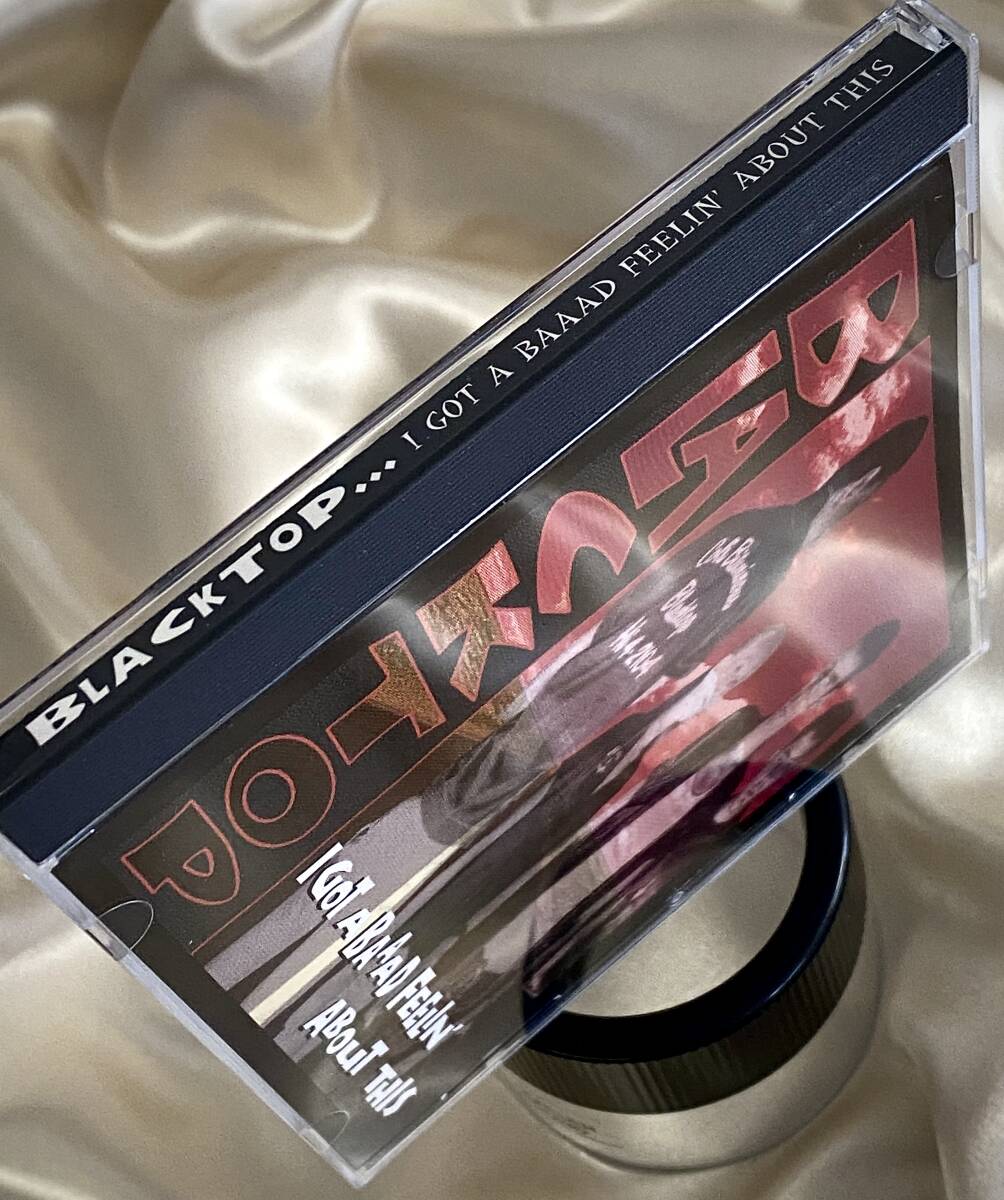 BLACKTOP... I GOT A BAAAD FEELIN' ABOUT THIS
BLACKTOP
I GOT A BAAAD FEELIN'
ABOUT THIS